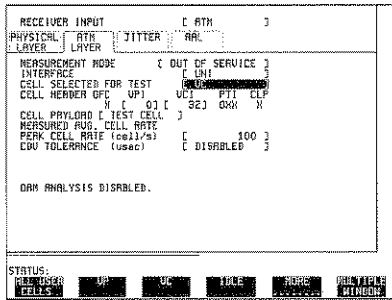 RECEIVER INPUT [ ATM ]
PHYSICAL LAYER ATM LAYER JITTER AAL
MEASUREMENT MODE [ OUT OF SERVICE ]
INTERFACE [ UNI ]
CELL SELECTED FOR TEST
CELL HEADER GFC VPI VCI PTI CLP
X [ 0] [ 32] 0XX X
CELL PAYLOAD [ TEST CELL ]
MEASURED AVG. CELL RATE
PEAK CELL RATE (cell/s) [ 100 ]
CDV TOLERANCE (usec) [ DISABLED ]
OAM ANALYSIS DISABLED.
STATUS:
ALL USER CELLS VP VC IDLE MORE MULTIPLE WINDOW